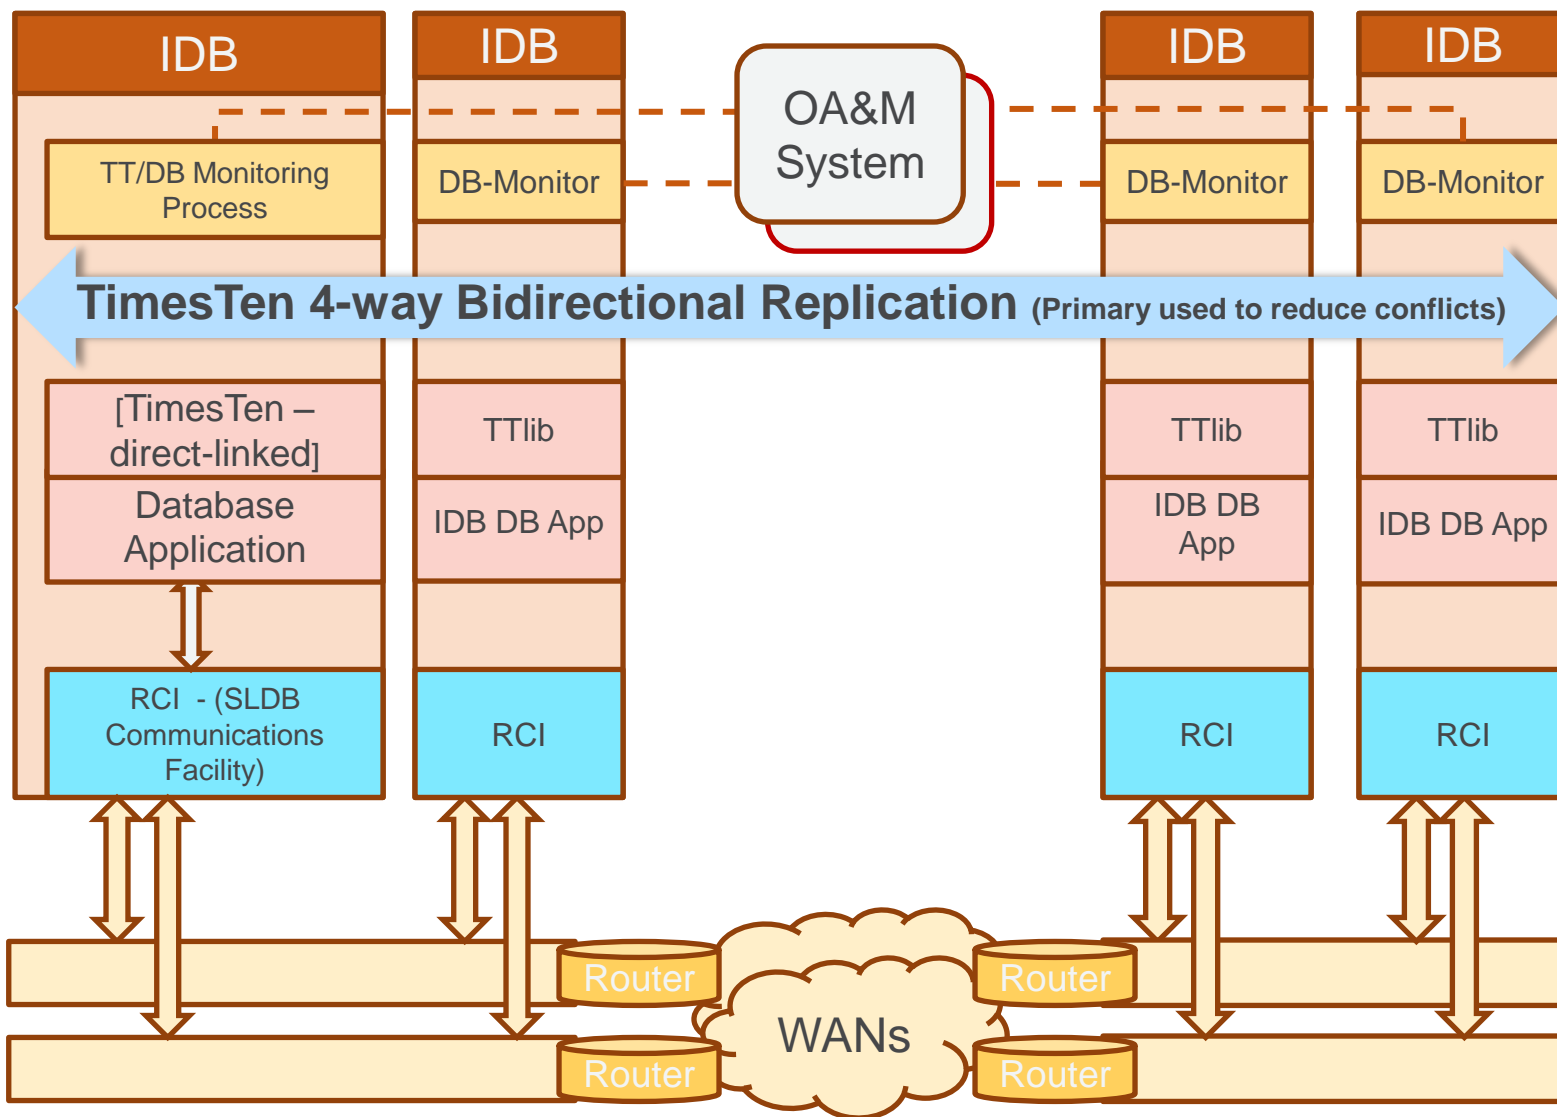 IDB
IDB
IDB
IDB
OA&M
System
TT/DB Monitoring
Process
DB-Monitor
DB-Monitor
DB-Monitor
TimesTen 4-way Bidirectional Replication (Primary used to reduce conflicts)
[TimesTen –
direct-linked]
TTlib
TTlib
TTlib
Database
Application
IDB DB App
IDB DB
App
IDB DB App
RCI - (SLDB
Communications
Facility)
RCI
RCI
RCI
Router
Router
WANs
Router
Router